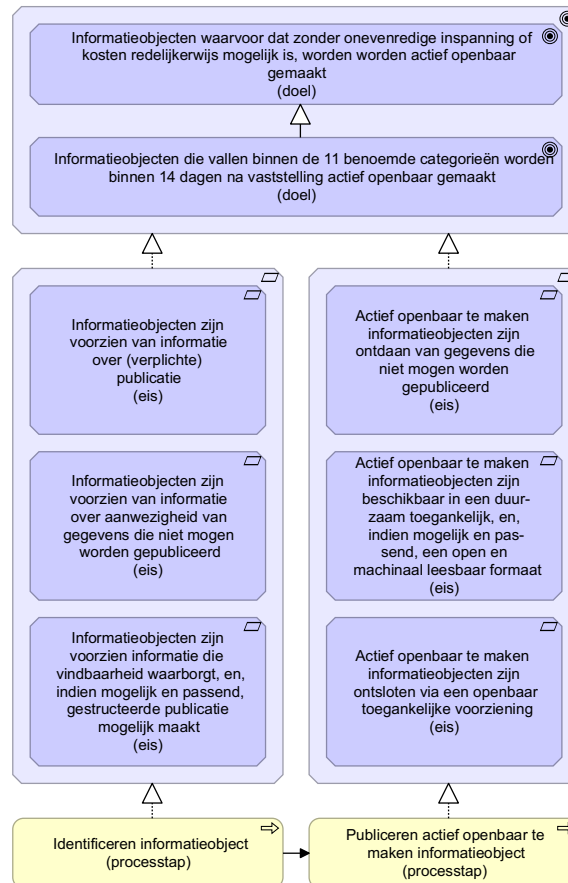 Informatieobjecten waarvoor dat zonder onevenredige inspanning of
kosten redelijkerwijs mogelijk is, worden worden actief openbaar
gemaakt
(doel)
Informatieobjecten die vallen binnen de 11 benoemde categorieën worden
binnen 14 dagen na vaststelling actief openbaar gemaakt
(doel)
Informatieobjecten zijn
voorzien van informatie
over (verplichte)
publicatie
(eis)
Informatieobjecten zijn
voorzien van informatie
over aanwezigheid van
gegevens die niet mogen
worden gepubliceerd
(eis)
Informatieobjecten zijn
voorzien informatie die
vindbaarheid waarborgt, en,
indien mogelijk en passend,
gestructeerde publicatie
mogelijk maakt
(eis)
Actief openbaar te maken
informatieobjecten zijn
ontdaan van gegevens die
niet mogen worden
gepubliceerd
(eis)
Actief openbaar te maken
informatieobjecten zijn
beschikbaar in een duur-
zaam toegankelijk, en,
indien mogelijk en pas-
send, een open en
machinaal leesbaar formaat
(eis)
Actief openbaar te maken
informatieobjecten zijn
ontsloten via een openbaar
toegankelijke voorziening
(eis)
Identificeren informatieobject
(processtap)
Publiceren actief openbaar te
maken informatieobject
(processtap)